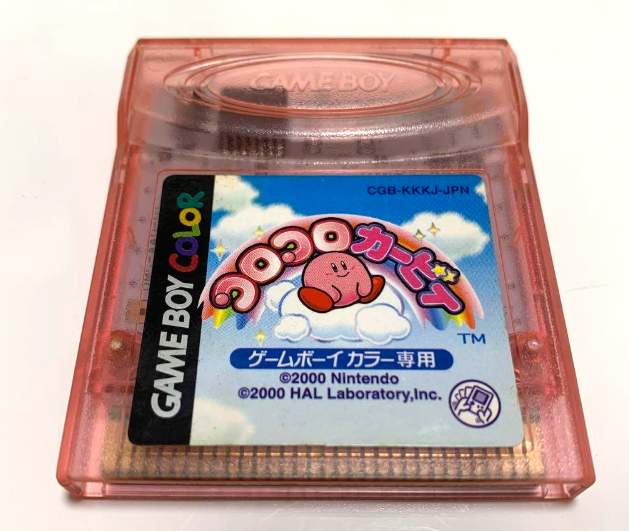 GAME BOY
GAME BOY COLOR
CGB-KKKJ-JPN
コロコロカービィ
TM
ゲームボーイカラー専用
©2000 Nintendo
©2000 HAL Laboratory,Inc.